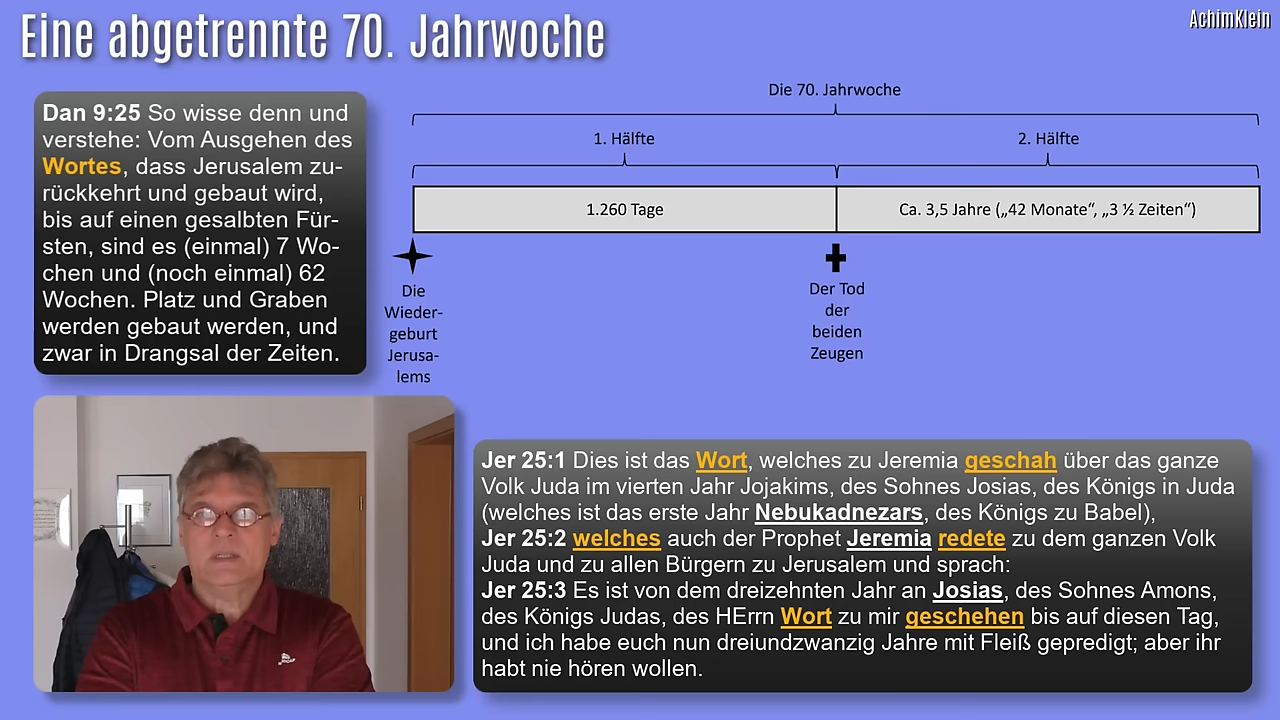 Eine abgetrennte 70. Jahrwoche
AchimKlein
Dan 9:25 So wisse denn und
verstehe: Vom Ausgehen des
Wortes, dass Jerusalem zu-
rückkehrt und gebaut wird,
bis auf einen gesalbten Für-
sten, sind es (einmal) 7 Wo-
chen und (noch einmal) 62
Wochen. Platz und Graben
werden gebaut werden, und
zwar in Drangsal der Zeiten.
Die 70. Jahrwoche
1. Hälfte
2. Hälfte
1.260 Tage
Ca. 3,5 Jahre („42 Monate“, „3 ½ Zeiten“)
Die
Wieder-
geburt
Jerusa-
lems
Der Tod
der
beiden
Zeugen
Jer 25:1 Dies ist das Wort, welches zu Jeremia geschah über das ganze
Volk Juda im vierten Jahr Jojakims, des Sohnes Josias, des Königs in Juda
(welches ist das erste Jahr Nebukadnezars, des Königs zu Babel),
Jer 25:2 welches auch der Prophet Jeremia redete zu dem ganzen Volk
Juda und zu allen Bürgern zu Jerusalem und sprach:
Jer 25:3 Es ist von dem dreizehnten Jahr an Josias, des Sohnes Amons,
des Königs Judas, des HErrn Wort zu mir geschehen bis auf diesen Tag,
und ich habe euch nun dreiundzwanzig Jahre mit Fleiß gepredigt; aber ihr
habt nie hören wollen.